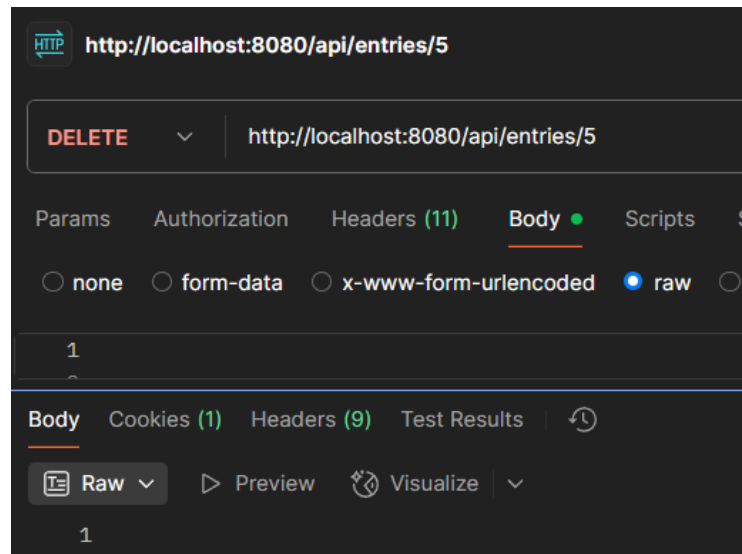 HTTP http://localhost:8080/api/entries/5
DELETE http://localhost:8080/api/entries/5
Params Authorization Headers (11) Body Scripts
none form-data x-www-form-urlencoded raw
1
Body Cookies (1) Headers (9) Test Results
Raw Preview Visualize
1